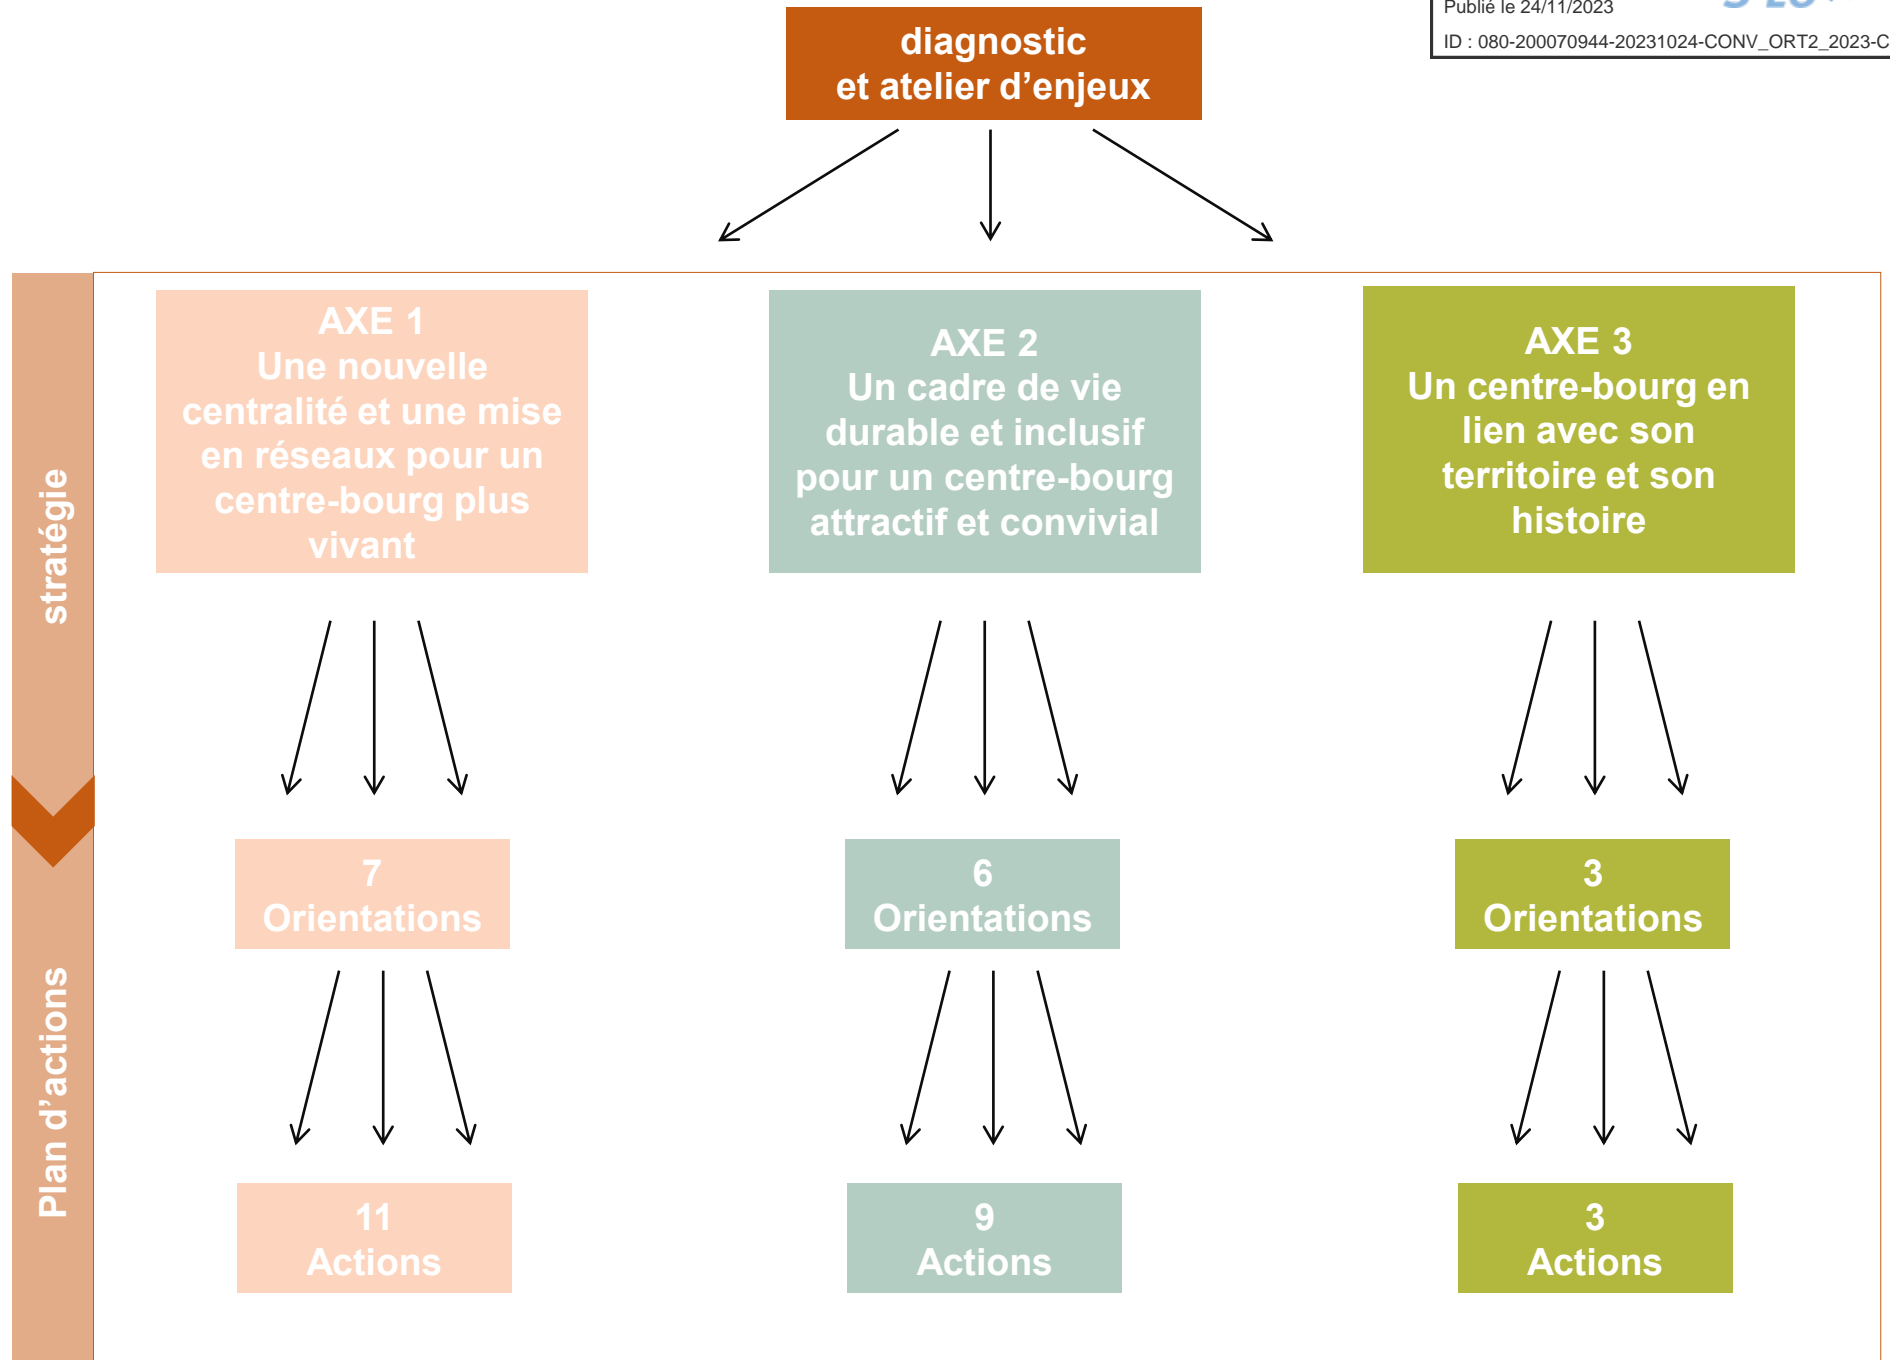 Publié le 24/11/2023
ID : 080-200070944-20231024-CONV_ORT2_2023-C
diagnostic
et atelier d’enjeux
stratégie
AXE 1
Une nouvelle
centralité et une mise
en réseaux pour un
centre-bourg plus
vivant
AXE 2
Un cadre de vie
durable et inclusif
pour un centre-bourg
attractif et convivial
AXE 3
Un centre-bourg en
lien avec son
territoire et son
histoire
Plan d’actions
7
Orientations
6
Orientations
3
Orientations
11
Actions
9
Actions
3
Actions